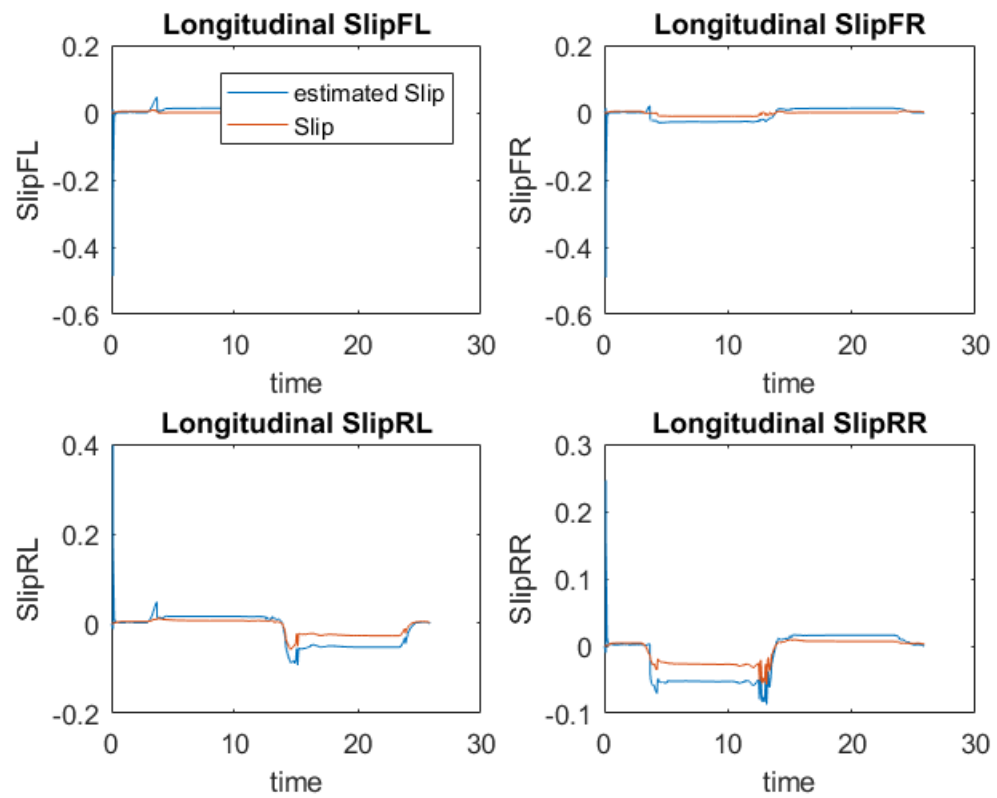 Longitudinal SlipFL
0.2
0
-0.2
-0.4
-0.6
SlipFL
estimated Slip
Slip
0
10
20
30
time
Longitudinal SlipFR
0.2
0
-0.2
-0.4
-0.6
SlipFR
0
10
20
30
time
Longitudinal SlipRL
0.4
0.2
0
-0.2
SlipRL
0
10
20
30
time
Longitudinal SlipRR
0.3
0.2
0.1
0
-0.1
SlipRR
0
10
20
30
time